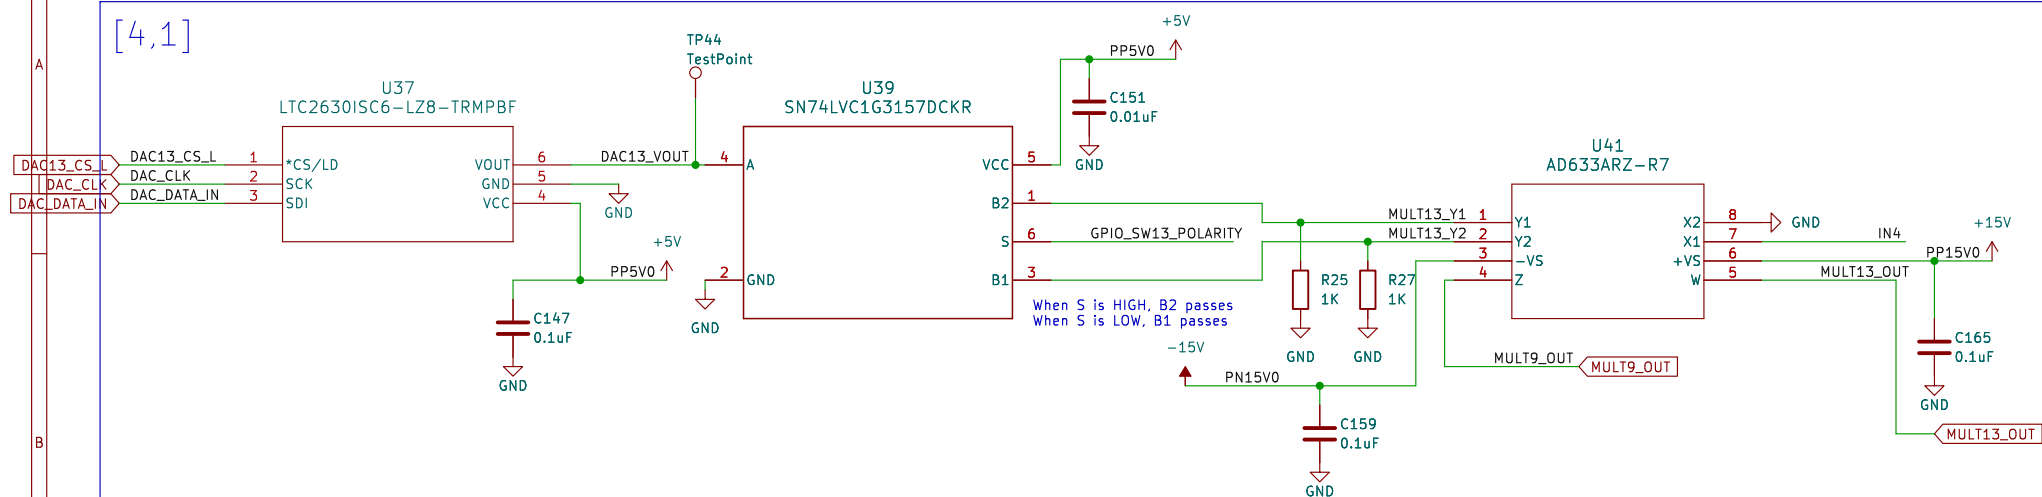 [4,1]
A
B
DAC13_CS_L
DAC_CLK
DAC_DATA_IN
DAC13_CS_L
DAC_CLK
DAC_DATA_IN
U37
LTC2630ISC6-LZ8-TRMPBF
1
2
3
*CS/LD
SCK
SDI
VOUT
GND
VCC
6
5
4
GND
+5V
PP5V0
C147
0.1uF
GND
TP44
TestPoint
DAC13_VOUT
U39
SN74LVC1G3157DCKR
4
A
2
GND
GND
VCC
5
B2
1
S
6
B1
3
+5V
PP5V0
C151
0.01uF
GND
GPIO_SW13_POLARITY
When S is HIGH, B2 passes
When S is LOW, B1 passes
MULT13_Y1
MULT13_Y2
R25
1K
GND
R27
1K
GND
-15V
PN15V0
C159
0.1uF
GND
U41
AD633ARZ-R7
1
2
3
4
Y1
Y2
-VS
Z
X2
X1
+VS
W
8
7
6
5
GND
IN4
+15V
PP15V0
MULT13_OUT
C165
0.1uF
GND
MULT9_OUT
MULT9_OUT
MULT13_OUT